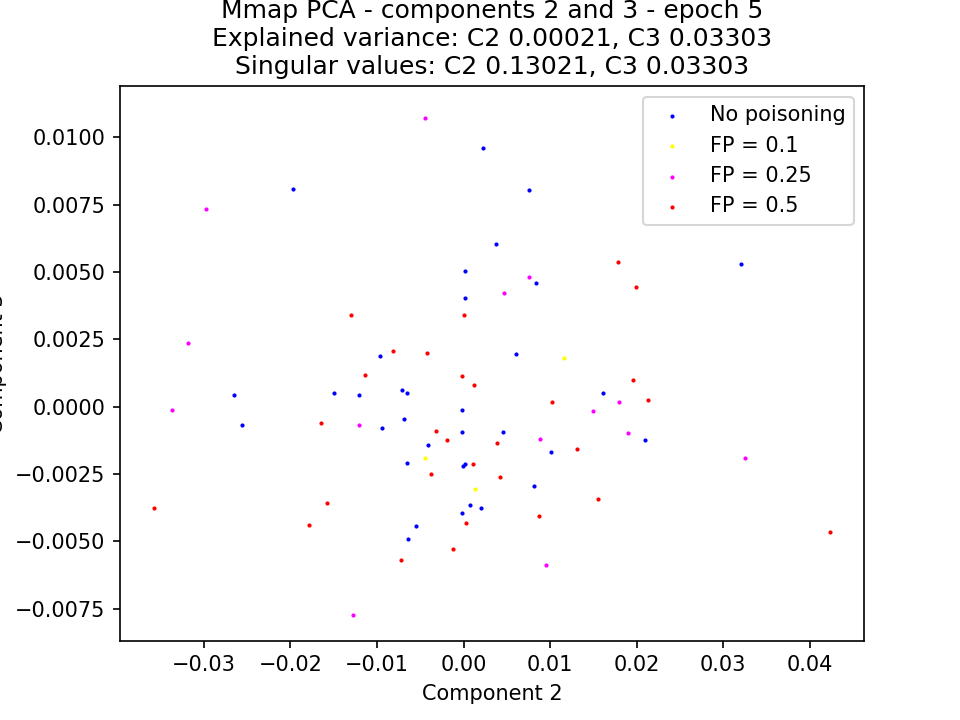 Mmap PCA - components 2 and 3 - epoch 5
Explained variance: C2 0.00021, C3 0.03303
Singular values: C2 0.13021, C3 0.03303
No poisoning
FP = 0.1
FP = 0.25
FP = 0.5
0.0100
0.0075
0.0050
0.0025
0.0000
−0.0025
−0.0050
−0.0075
−0.03
−0.02
−0.01
0.00
0.01
0.02
0.03
0.04
Component 2